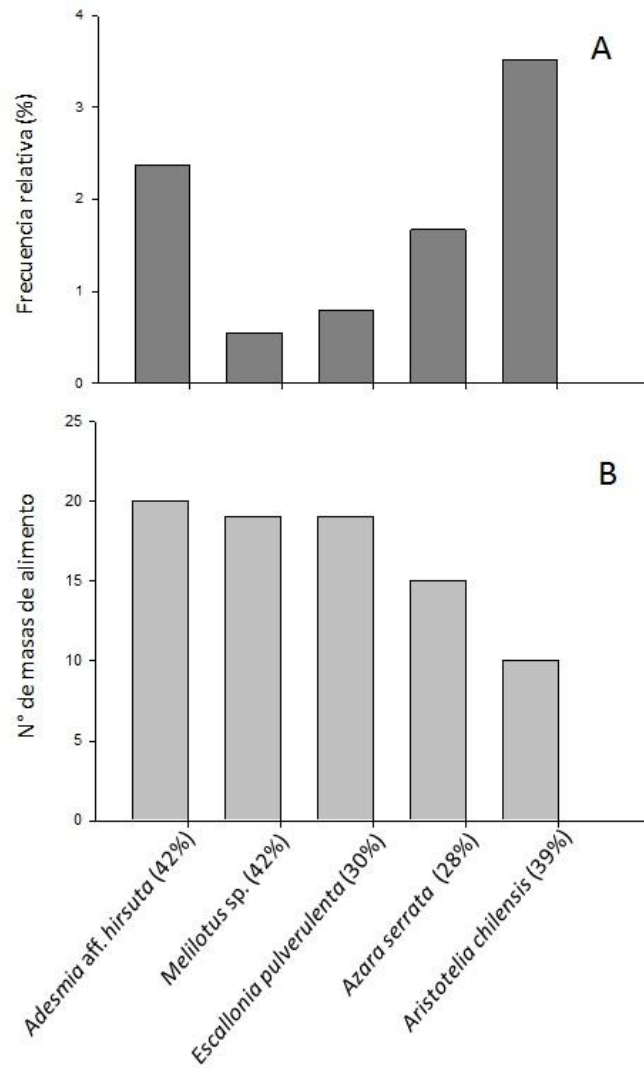 A
Frecuencia relativa (%)
4
3
2
1
0
B
N° de masas de alimento
25
20
15
10
5
0
Adesmia aff. hirsuta (42%)
Melilotus sp. (42%)
Escallonia pulverulenta (30%)
Azara serrata (28%)
Aristotelia chilensis (39%)